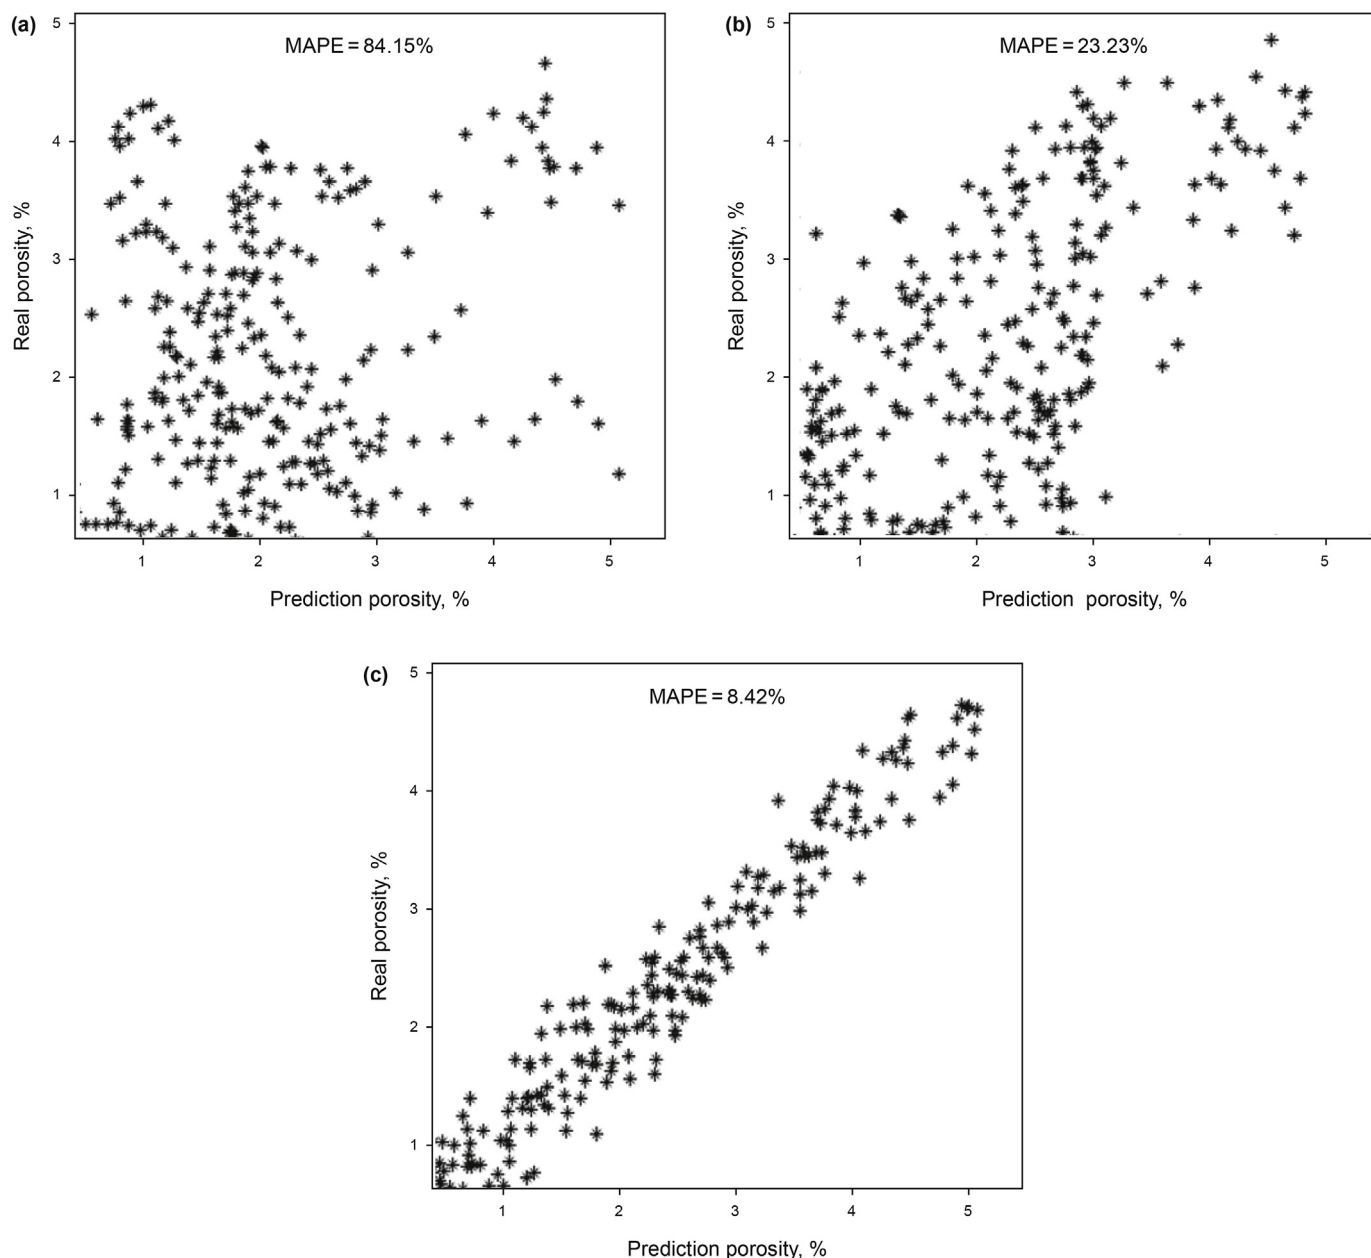 (a)
MAPE = 84.15%
5
4
3
2
1
Real porosity, %
1 2 3 4 5
Prediction porosity, %
(b)
MAPE = 23.23%
5
4
3
2
1
Real porosity, %
1 2 3 4 5
Prediction porosity, %
(c)
MAPE = 8.42%
5
4
3
2
1
Real porosity, %
1 2 3 4 5
Prediction porosity, %